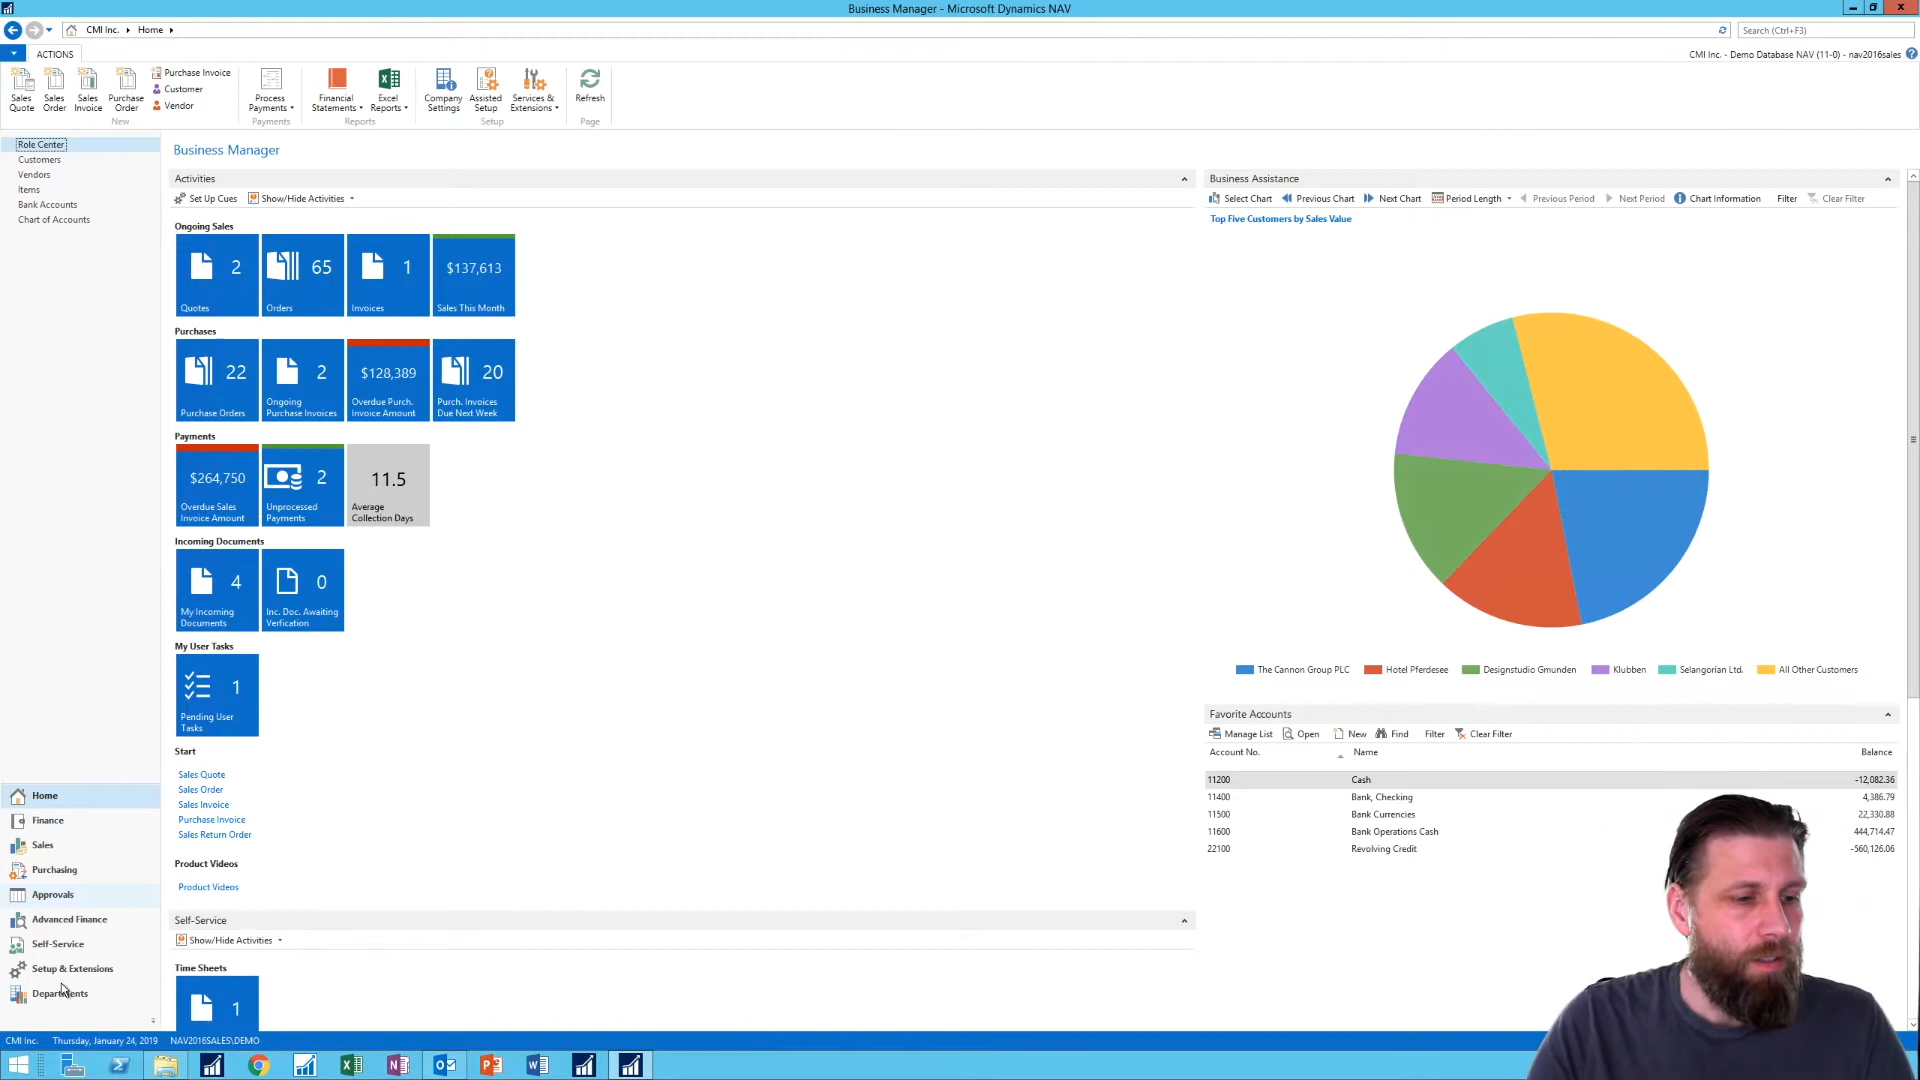 Business Manager - Microsoft Dynamics NAV
CMI Inc. Home
Search (Ctrl+F3)
ACTIONS
CMI Inc. - Demo Database NAV (11-0) - nav2016sales
Sales Quote
Sales Order
Sales Invoice
Purchase Order
Purchase Invoice
Customer
Vendor
New
Process Payments
Payments
Financial Statements
Excel Reports
Reports
Company Settings
Assisted Setup
Services & Extensions
Setup
Refresh
Page
Role Center
Customers
Vendors
Items
Bank Accounts
Chart of Accounts
Home
Finance
Sales
Purchasing
Approvals
Advanced Finance
Self-Service
Setup & Extensions
Departments
Business Manager
Activities
Set Up Cues Show/Hide Activities
Ongoing Sales
2
Quotes
65
Orders
1
Invoices
$137,613
Sales This Month
Purchases
22
Purchase Orders
2
Ongoing
Purchase Invoices
$128,389
Overdue Purch.
Invoice Amount
20
Purch. Invoices
Due Next Week
Payments
$264,750
Overdue Sales
Invoice Amount
2
Unprocessed
Payments
11.5
Average
Collection Days
Incoming Documents
4
My Incoming
Documents
0
Inc. Doc. Awaiting
Verfication
My User Tasks
1
Pending User
Tasks
Start
Sales Quote
Sales Order
Sales Invoice
Purchase Invoice
Sales Return Order
Product Videos
Product Videos
Self-Service
Show/Hide Activities
Time Sheets
1
Business Assistance
Select Chart Previous Chart Next Chart Period Length Previous Period Next Period Chart Information Filter Clear Filter
Top Five Customers by Sales Value
The Cannon Group PLC Hotel Pferdesee Designstudio Gmunden Klubben Selangorian Ltd. All Other Customers
Favorite Accounts
Manage List Open New Find Filter Clear Filter
Account No. Name Balance
11200 Cash -12,082.36
11400 Bank, Checking 4,386.79
11500 Bank Currencies 22,330.88
11600 Bank Operations Cash 444,714.47
22100 Revolving Credit -560,126.06
CMI Inc. Thursday, January 24, 2019 NAV2016SALES\DEMO